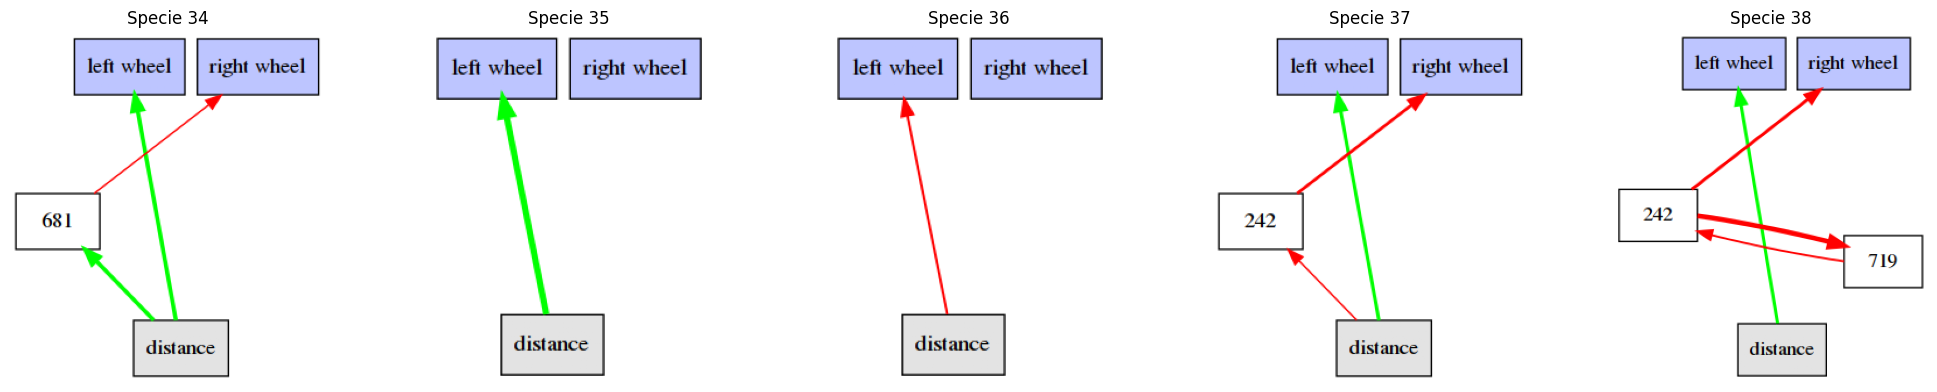 Specie 34
left wheel
right wheel
681
distance
Specie 35
left wheel
right wheel
distance
Specie 36
left wheel
right wheel
distance
Specie 37
left wheel
right wheel
242
distance
Specie 38
left wheel
right wheel
242
719
distance